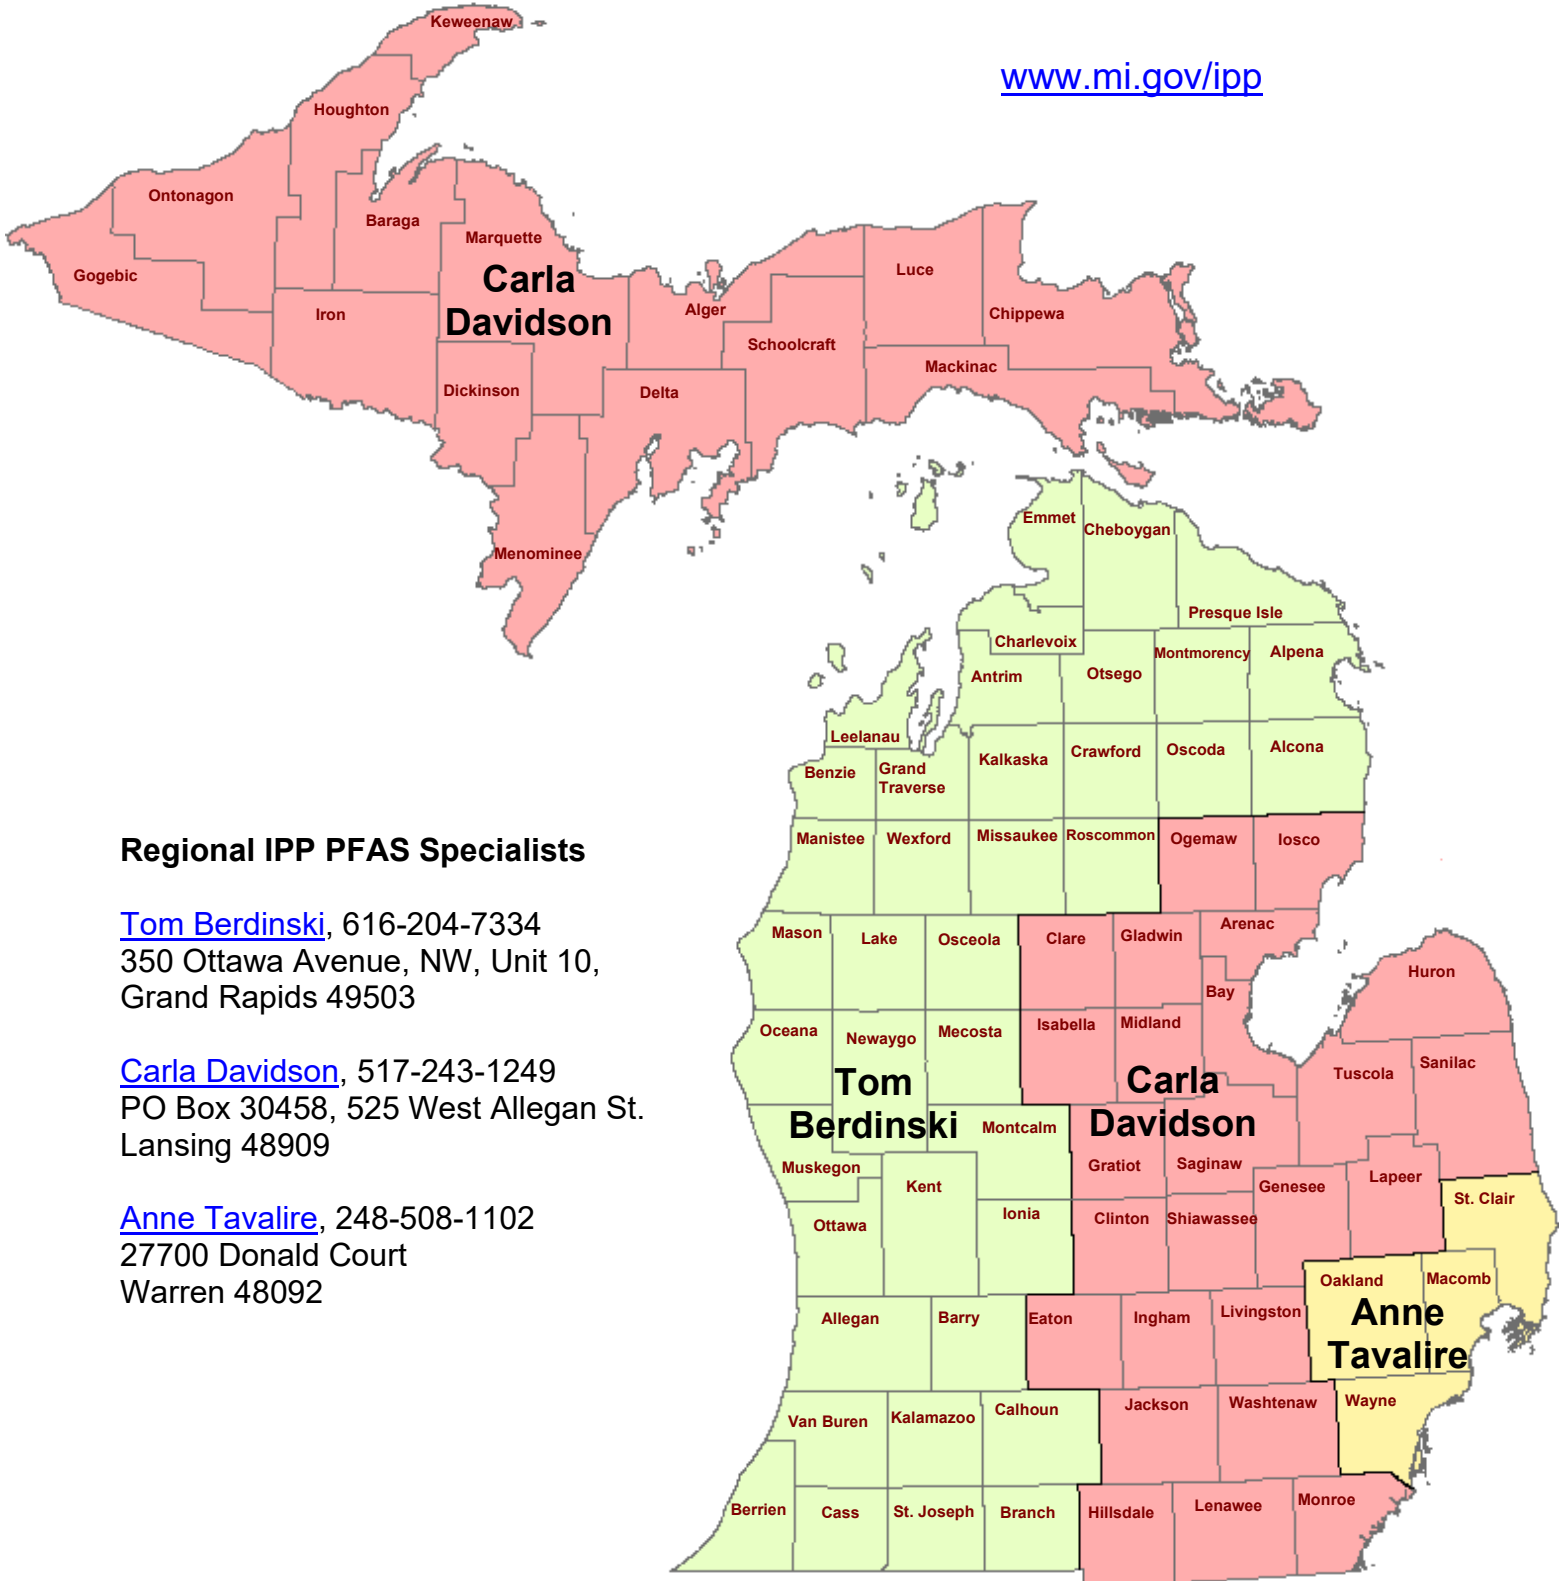 Keweenaw
www.mi.gov/ipp
Houghton
Ontonagon
Baraga
Marquette
Gogebic
Carla
Davidson
Luce
Iron
Alger
Chippewa
Schoolcraft
Mackinac
Dickinson
Delta
Menominee
Emmet
Cheboygan
Presque Isle
Charlevoix
Montmorency
Alpena
Antrim
Otsego
Leelanau
Benzie
Grand
Traverse
Kalkaska
Crawford
Oscoda
Alcona
Manistee
Wexford
Missaukee
Roscommon
Ogemaw
Iosco
Mason
Lake
Osceola
Clare
Gladwin
Arenac
Huron
Bay
Oceana
Newaygo
Mecosta
Isabella
Midland
Tuscola
Sanilac
Tom
Berdinski
Carla
Davidson
Montcalm
Muskegon
Kent
Gratiot
Saginaw
Genesee
Lapeer
St. Clair
Ottawa
Ionia
Clinton
Shiawassee
Oakland
Macomb
Allegan
Barry
Eaton
Ingham
Livingston
Anne
Tavalire
Van Buren
Kalamazoo
Calhoun
Jackson
Washtenaw
Wayne
Berrien
Cass
St. Joseph
Branch
Hillsdale
Lenawee
Monroe
Regional IPP PFAS Specialists
Tom Berdinski, 616-204-7334
350 Ottawa Avenue, NW, Unit 10,
Grand Rapids 49503
Carla Davidson, 517-243-1249
PO Box 30458, 525 West Allegan St.
Lansing 48909
Anne Tavalire, 248-508-1102
27700 Donald Court
Warren 48092